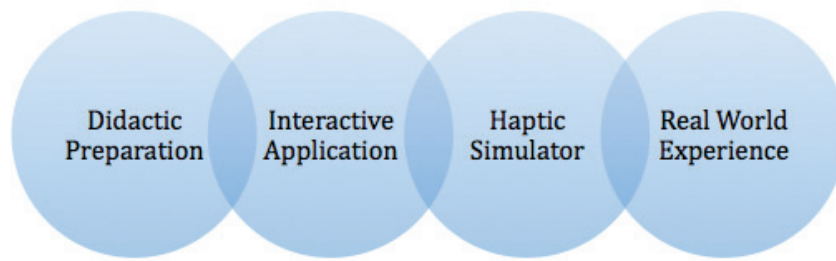 Didactic
Preparation
Interactive
Application
Haptic
Simulator
Real World
Experience